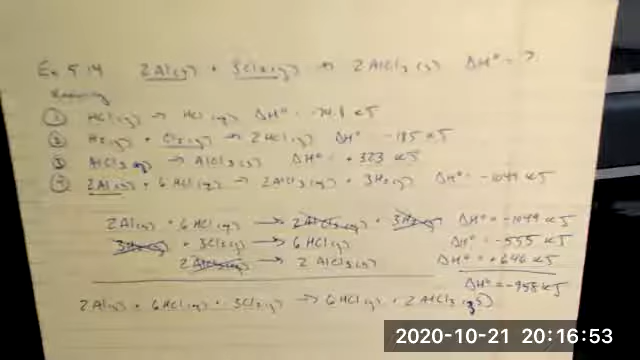 Ex 5.14 2Al(s) + 3Cl₂(g) → 2AlCl₃(s) ΔH° = ?
① HCl(g) → HCl(aq) ΔH° = -74.8 kJ
② H₂(g) + Cl₂(g) → 2HCl(g) ΔH° -185 kJ
③ AlCl₃(aq) → AlCl₃(s) ΔH° = +323 kJ
④ 2Al(s) + 6HCl(aq) → 2AlCl₃(aq) + 3H₂(g) ΔH° = -1049 kJ
2Al(s) + 6HCl(aq) → 2AlCl₃(aq) + 3H₂(g) ΔH° = -1049 kJ
3H₂(g) + 3Cl₂(g) → 6HCl(g) ΔH° = -555 kJ
2AlCl₃(aq) → 2AlCl₃(s) ΔH° = +646 kJ
ΔH° = -958 kJ
2Al(s) + 6HCl(aq) + 3Cl₂(g) → 6HCl(g) + 2AlCl₃(s)
2020-10-21 20:16:53